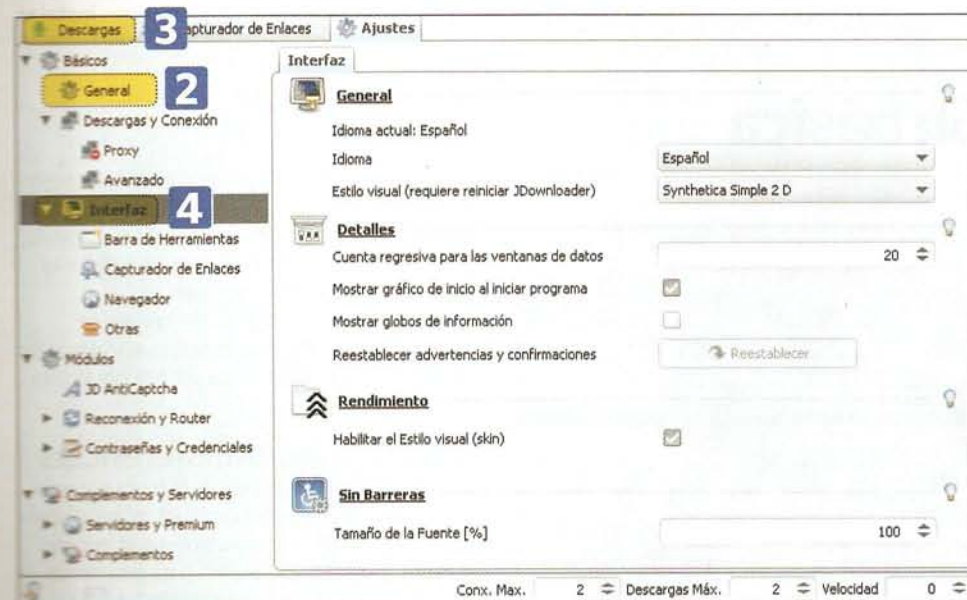 Descargas 3 apturador de Enlaces Ajustes
Básicos
General 2
Descargas y Conexión
Proxy
Avanzado
Interfaz 4
Barra de Herramientas
Capturador de Enlaces
Navegador
Otras
Módulos
JD AntiCaptcha
Reconexión y Router
Contraseñas y Credenciales
Complementos y Servidores
Servidores y Premium
Complementos
Interfaz
General
Idioma actual: Español
Idioma Español
Estilo visual (requiere reiniciar JDownloader) Synthetica Simple 2 D
Detalles
Cuenta regresiva para las ventanas de datos 20
Mostrar gráfico de inicio al iniciar programa
Mostrar globos de información
Reestablecer advertencias y confirmaciones Reestablecer
Rendimiento
Habilitar el Estilo visual (skin)
Sin Barreras
Tamaño de la Fuente [%] 100
Conx. Max. 2 Descargas Máx. 2 Velocidad 0